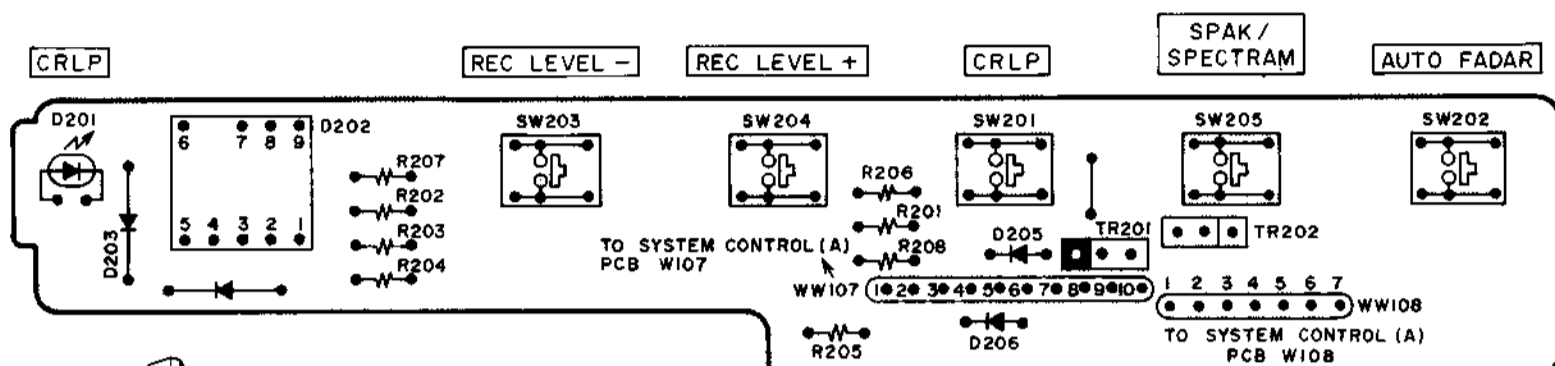 CRLP
REC LEVEL −
REC LEVEL +
CRLP
SPAK/
SPECTRAM
AUTO FADAR
D201
6 7 8 9
D202
SW203
SW204
SW201
SW205
SW202
R207
R206
R202
R201
5 4 3 2 1
D203
R203
TO SYSTEM CONTROL (A)
PCB W107
R208
D205
TR201
TR202
R204
WW107
1 2 3 4 5 6 7 8 9 10
1 2 3 4 5 6 7
WW108
R205
D206
TO SYSTEM CONTROL (A)
PCB W108